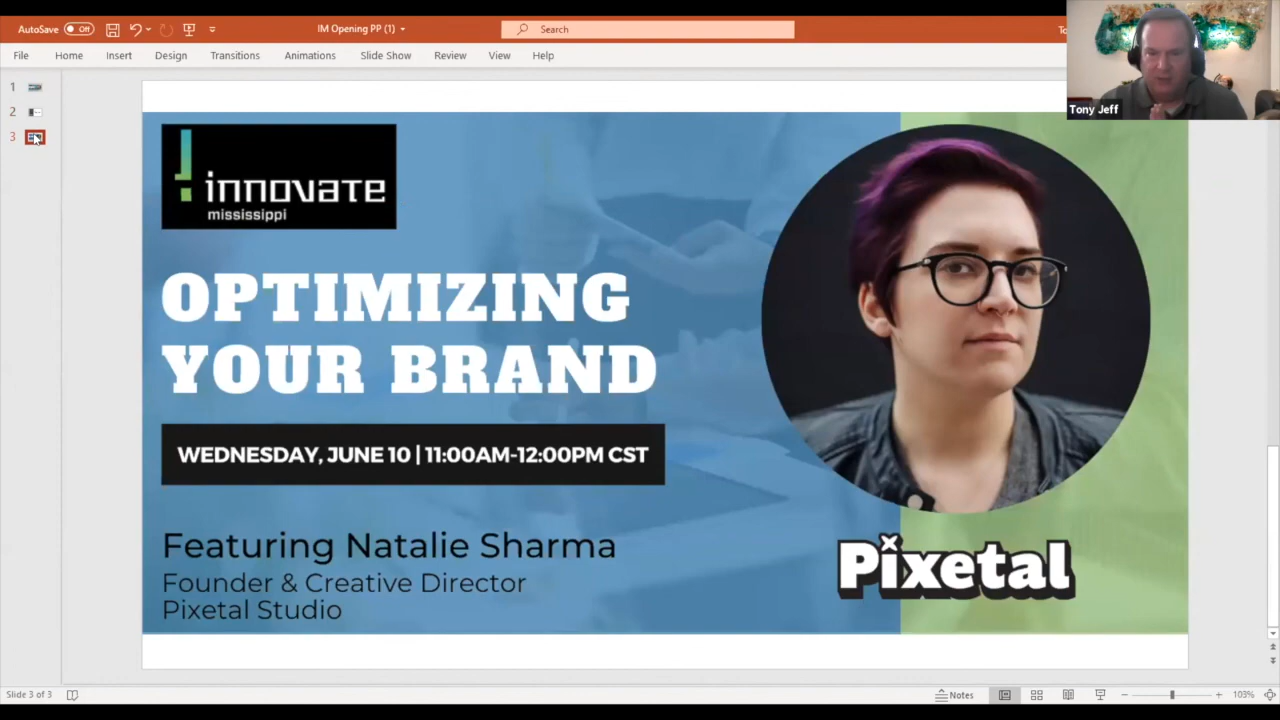 AutoSave
Off
IM Opening PP (1)
Search
To
File
Home
Insert
Design
Transitions
Animations
Slide Show
Review
View
Help
Tony Jeff
1
2
3
innovate
mississippi
OPTIMIZING
YOUR BRAND
WEDNESDAY, JUNE 10 | 11:00AM-12:00PM CST
Featuring Natalie Sharma
Founder & Creative Director
Pixetal Studio
Pixetal
Slide 3 of 3
Notes
103%